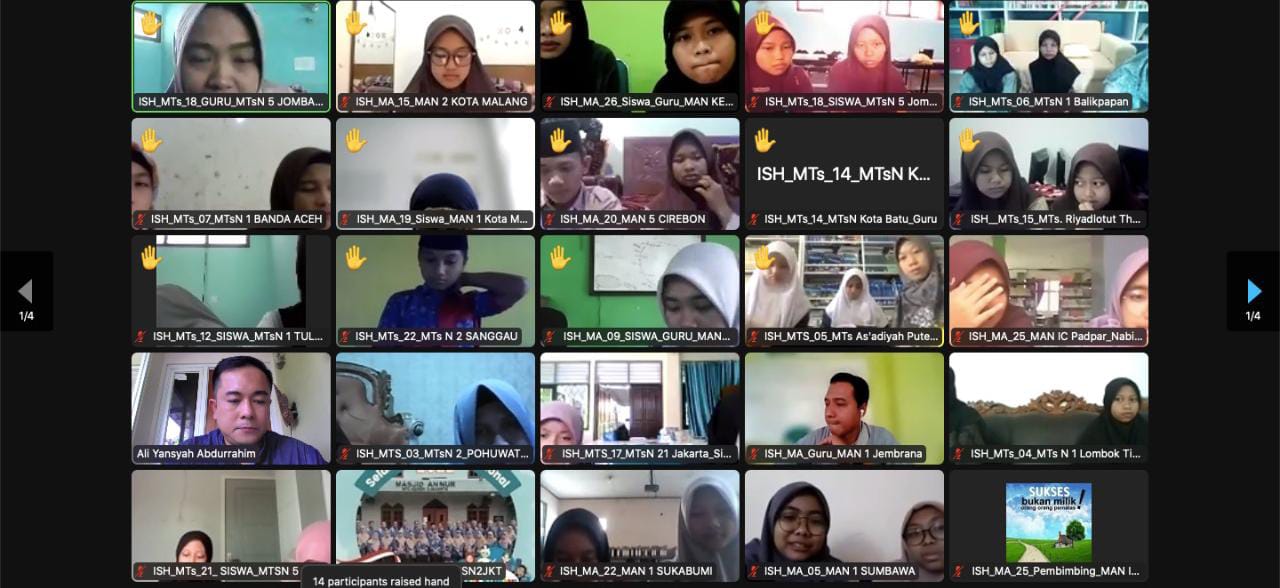 ISH_MTs_18_GURU_MTsN 5 JOMBA...
ISH_MA_15_MAN 2 KOTA MALANG
ISH_MA_26_Siswa_Guru_MAN KE...
ISH_MTs_18_SISWA_MTsN 5 Jom...
ISH_MTs_06_MTsN 1 Balikpapan
ISH_MTs_07_MTsN 1 BANDA ACEH
ISH_MA_19_Siswa_MAN 1 Kota M...
ISH_MA_20_MAN 5 CIREBON
ISH_MTs_14_MTsN K...
ISH_MTs_14_MTsN Kota Batu_Guru
ISH__MTs_15_MTs. Riyadlotut Th...
1/4
1/4
ISH_MTs_12_SISWA_MTsN 1 TUL...
ISH_MTs_22_MTs N 2 SANGGAU
ISH_MA_09_SISWA_GURU_MAN...
ISH_MTS_05_MTs As'adiyah Pute...
ISH_MA_25_MAN IC Padpar_Nabi...
Ali Yansyah Abdurrahim
ISH_MTS_03_MTsN 2_POHUWAT...
ISH_MTS_17_MTsN 21 Jakarta_Si...
ISH_MA_Guru_MAN 1 Jembrana
ISH_MTs_04_MTs N 1 Lombok Ti...
ISH_MTs_21_ SISWA_MTSN 5
MASJID ANNUR
SN2JKT
ISH_MA_22_MAN 1 SUKABUMI
ISH_MA_05_MAN 1 SUMBAWA
SUKSES
bukan milik
orang orang pemalas!
ISH_MA_25_Pembimbing_MAN I...
14 participants raised hand